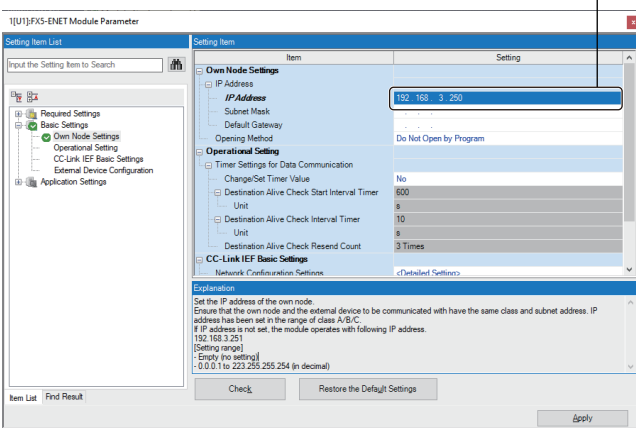 1[U1]:FX5-ENET Module Parameter
Setting Item List
Setting Item
Input the Setting Item to Search
Item Setting
Required Settings
Basic Settings
Own Node Settings
Operational Setting
CC-Link IEF Basic Settings
External Device Configuration
Application Settings
Own Node Settings
IP Address
IP Address 192 . 168 . 3 . 250
Subnet Mask . . .
Default Gateway . . .
Opening Method Do Not Open by Program
Operational Setting
Timer Settings for Data Communication
Change/Set Timer Value No
Destination Alive Check Start Interval Timer 600
Unit s
Destination Alive Check Interval Timer 10
Unit s
Destination Alive Check Resend Count 3 Times
CC-Link IEF Basic Settings
Network Configuration Settings <Detailed Setting>
Explanation
Set the IP address of the own node.
Ensure that the own node and the external device to be communicated with have the same class and subnet address. IP
address has been set in the range of class A/B/C.
If IP address is not set, the module operates with following IP address.
192.168.3.251
[Setting range]
- Empty (no setting)
- 0.0.0.1 to 223.255.255.254 (in decimal)
Item List Find Result
Check Restore the Default Settings
Apply